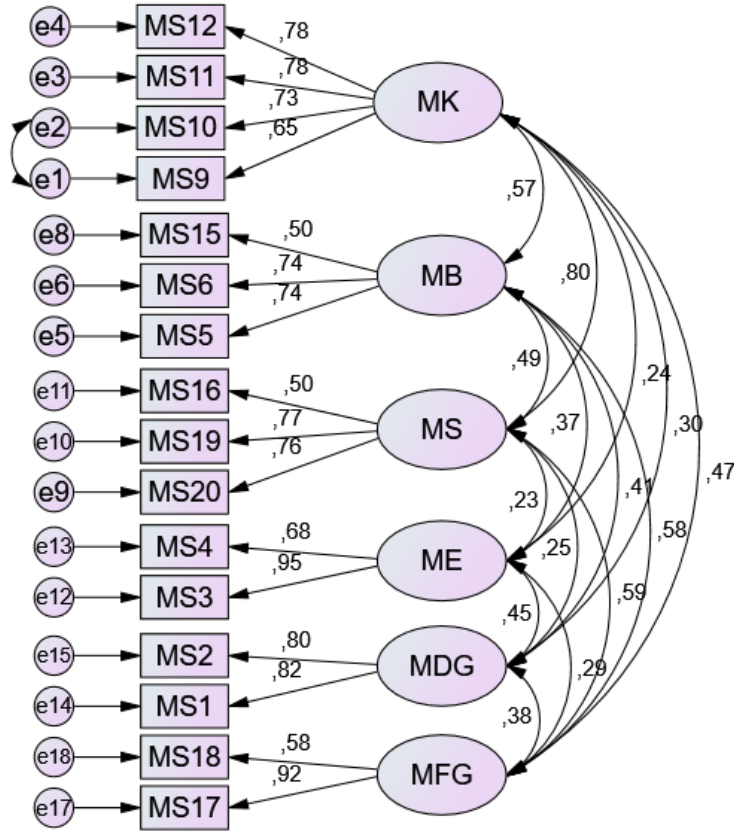 e4 MS12 ,78
e3 MS11 ,78 MK
e2 MS10 ,73
e1 MS9 ,65
,57
e8 MS15 ,50
e6 MS6 ,74 MB ,80
e5 MS5 ,74
,49 ,24
e11 MS16 ,50
e10 MS19 ,77 MS ,37 ,30
e9 MS20 ,76 ,47
,23 ,41
e13 MS4 ,68 ,25 ,58
e12 MS3 ,95 ME
,45 ,59
e15 MS2 ,80
e14 MS1 ,82 MDG ,29
,38
e18 MS18 ,58
e17 MS17 ,92 MFG